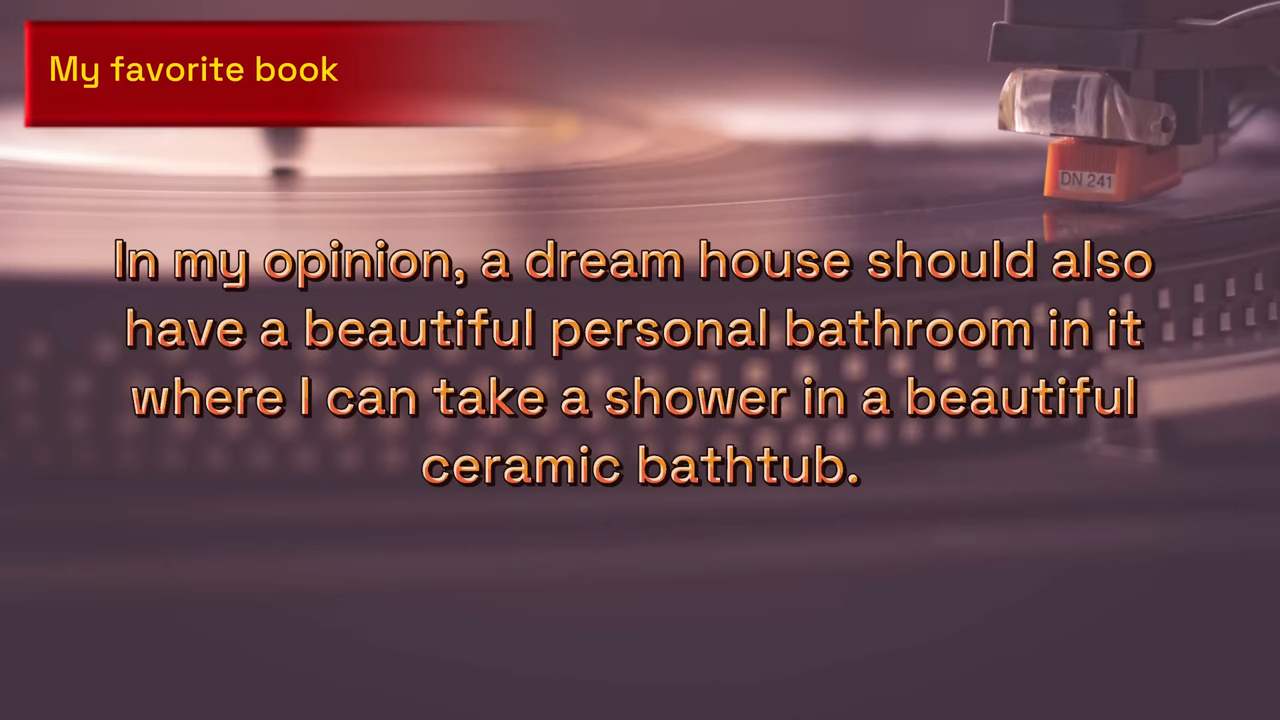 My favorite book
DN 241
In my opinion, a dream house should also
have a beautiful personal bathroom in it
where I can take a shower in a beautiful
ceramic bathtub.